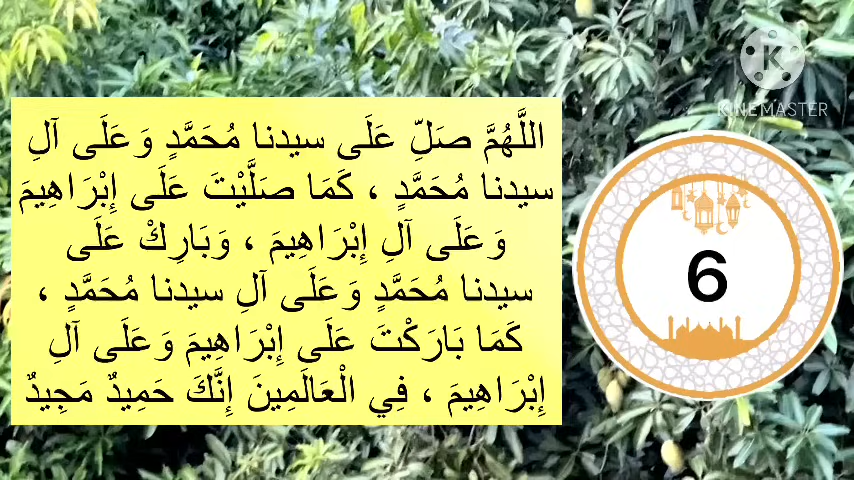 اللَّهُمَّ صَلِّ عَلَى سيدنا مُحَمَّدٍ وَعَلَى آلِ
سيدنا مُحَمَّدٍ ، كَمَا صَلَّيْتَ عَلَى إِبْرَاهِيمَ
وَعَلَى آلِ إِبْرَاهِيمَ ، وَبَارِكْ عَلَى
سيدنا مُحَمَّدٍ وَعَلَى آلِ سيدنا مُحَمَّدٍ ،
كَمَا بَارَكْتَ عَلَى إِبْرَاهِيمَ وَعَلَى آلِ
إِبْرَاهِيمَ ، فِي الْعَالَمِينَ إِنَّكَ حَمِيدٌ مَجِيدٌ
6
KINEMASTER